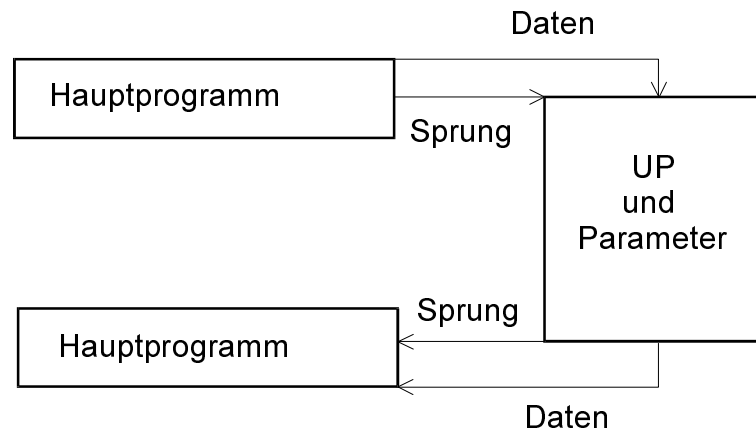 Daten
Hauptprogramm
Sprung
UP
und
Parameter
Sprung
Hauptprogramm
Daten